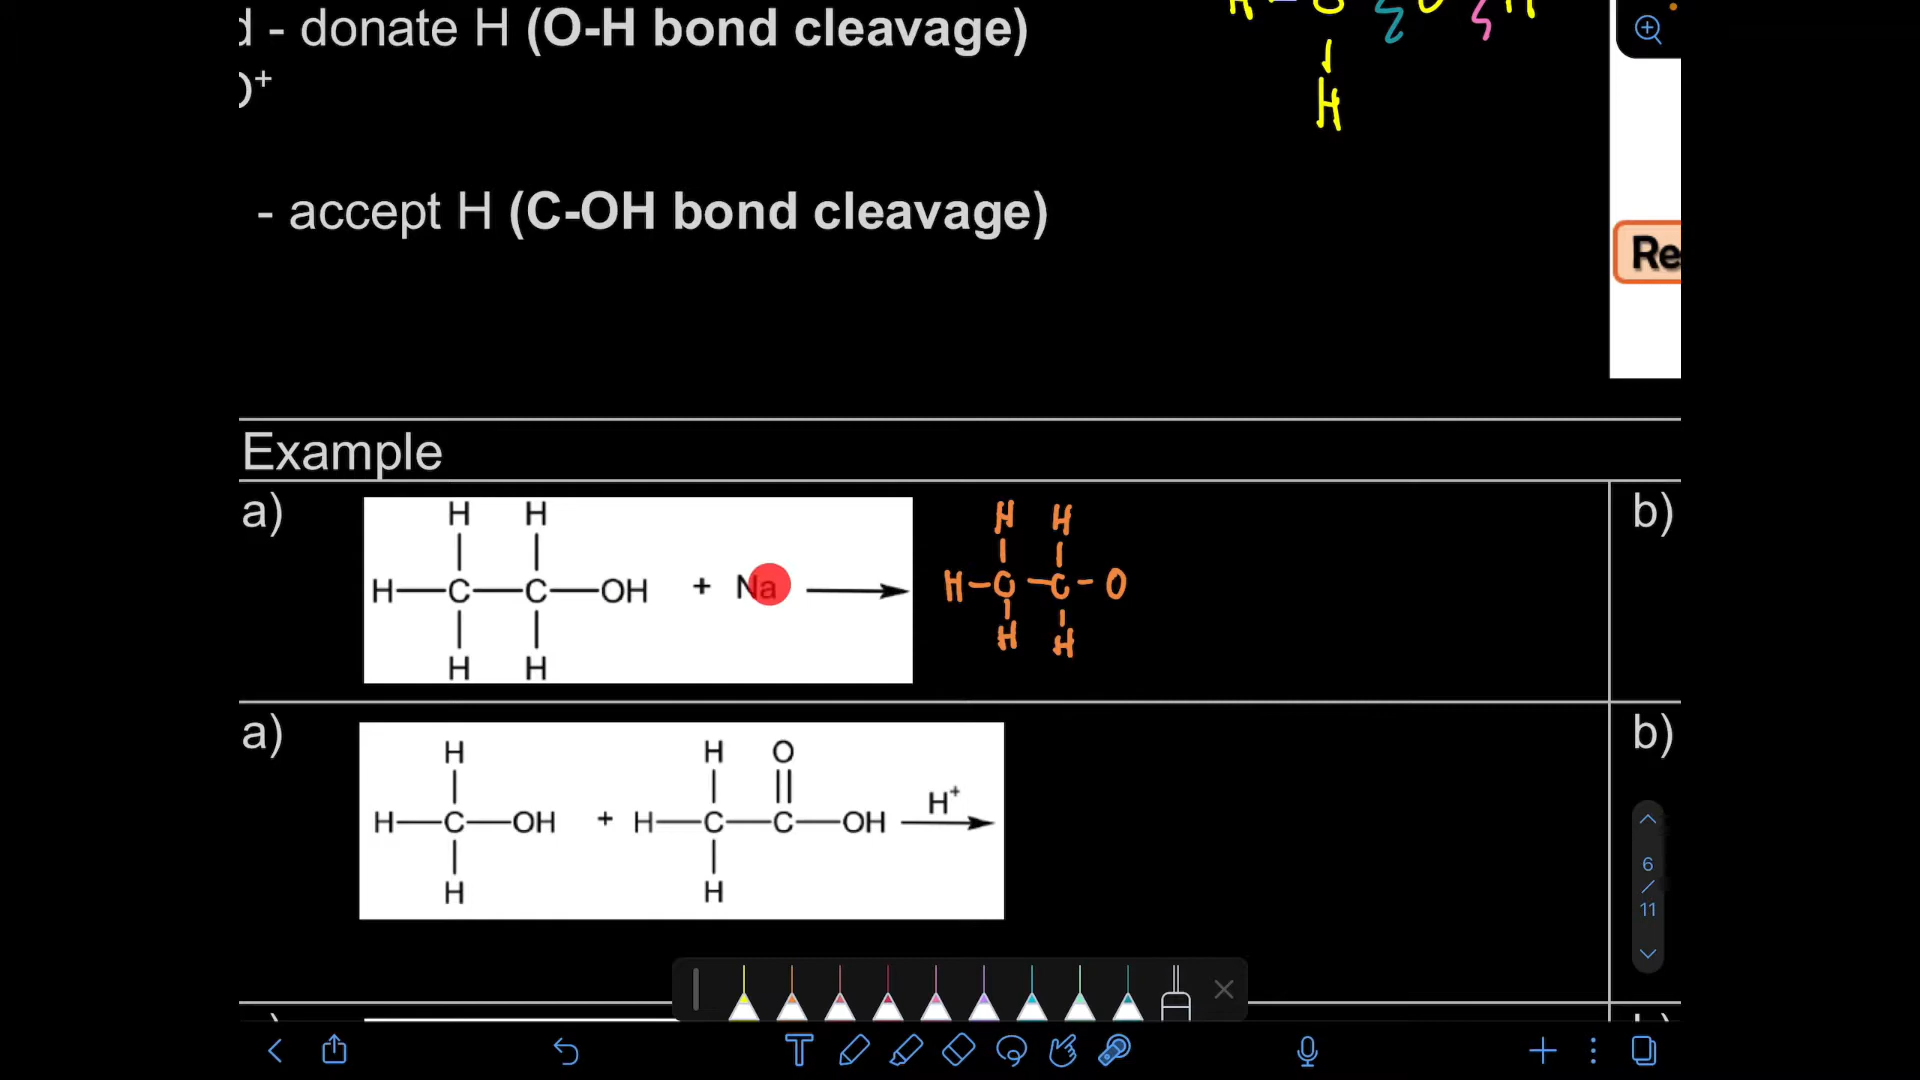 d - donate H (O-H bond cleavage)
O⁺
H
- accept H (C-OH bond cleavage)
Re
Example
a)
H H
H—C—C—OH + Na →
H H
H H
H-C-C-O
H H
b)
a)
H
H—C—OH
H
+
H O
H—C—C—OH
H
H⁺
b)
6
/
11